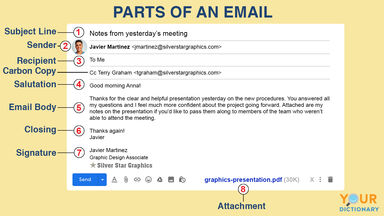 PARTS OF AN EMAIL
Subject Line 1 Notes from yesterday's meeting
Sender 2 Javier Martinez <jmartinez@silverstargraphics.com>
Recipient 3 To Me
Carbon Copy Cc Terry Graham <tgraham@silverstargraphics.com>
Salutation 4 Good morning Anna!
Thanks for the clear and helpful presentation yesterday on the new procedures. You answered all
Email Body 5 my questions and I feel much more confident about the project going forward. Attached are my
notes on the presentation if you'd like to pass them along to members of the team who weren't
able to attend the meeting.
Closing 6 Thanks again!
Javier
Signature 7 Javier Martinez
Graphic Design Associate
Silver Star Graphics
Send graphics-presentation.pdf (30K) X
8
Attachment
YOUR
DICTIONARY